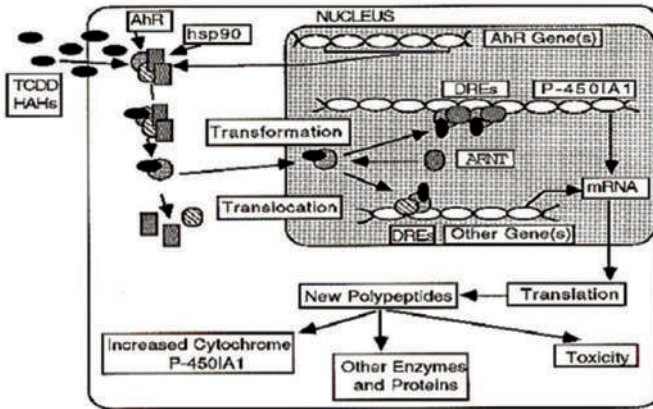 NUCLEUS
AhR
hsp90
AhR Gene(s)
TCDD
HAHs
DREs
P-450IA1
Transformation
ARNT
mRNA
Translocation
DREs
Other Gene(s)
New Polypeptides
Translation
Increased Cytochrome
P-450IA1
Other Enzymes
and Proteins
Toxicity